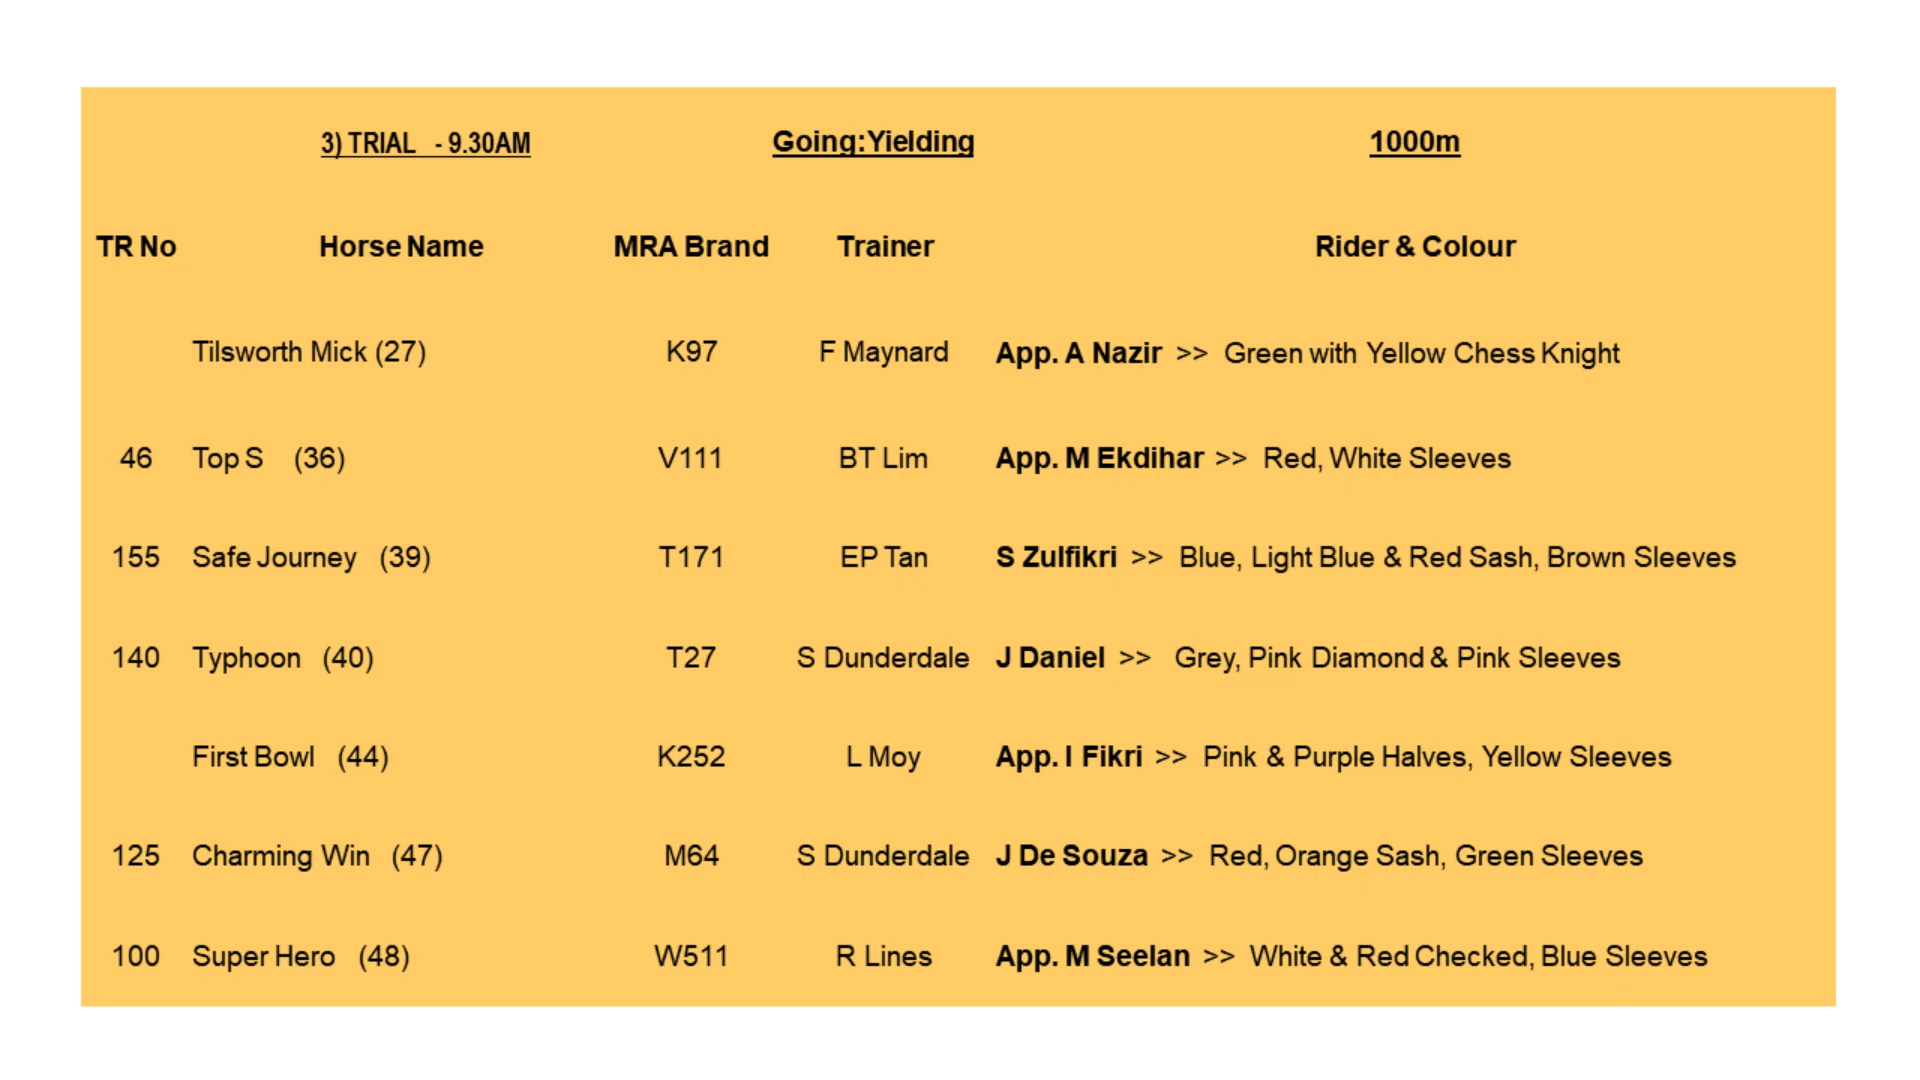 3) TRIAL - 9.30AM Going:Yielding 1000m
TR No Horse Name MRA Brand Trainer Rider & Colour
Tilsworth Mick (27) K97 F Maynard App. A Nazir >> Green with Yellow Chess Knight
46 Top S (36) V111 BT Lim App. M Ekdihar >> Red, White Sleeves
155 Safe Journey (39) T171 EP Tan S Zulfikri >> Blue, Light Blue & Red Sash, Brown Sleeves
140 Typhoon (40) T27 S Dunderdale J Daniel >> Grey, Pink Diamond & Pink Sleeves
First Bowl (44) K252 L Moy App. I Fikri >> Pink & Purple Halves, Yellow Sleeves
125 Charming Win (47) M64 S Dunderdale J De Souza >> Red, Orange Sash, Green Sleeves
100 Super Hero (48) W511 R Lines App. M Seelan >> White & Red Checked, Blue Sleeves